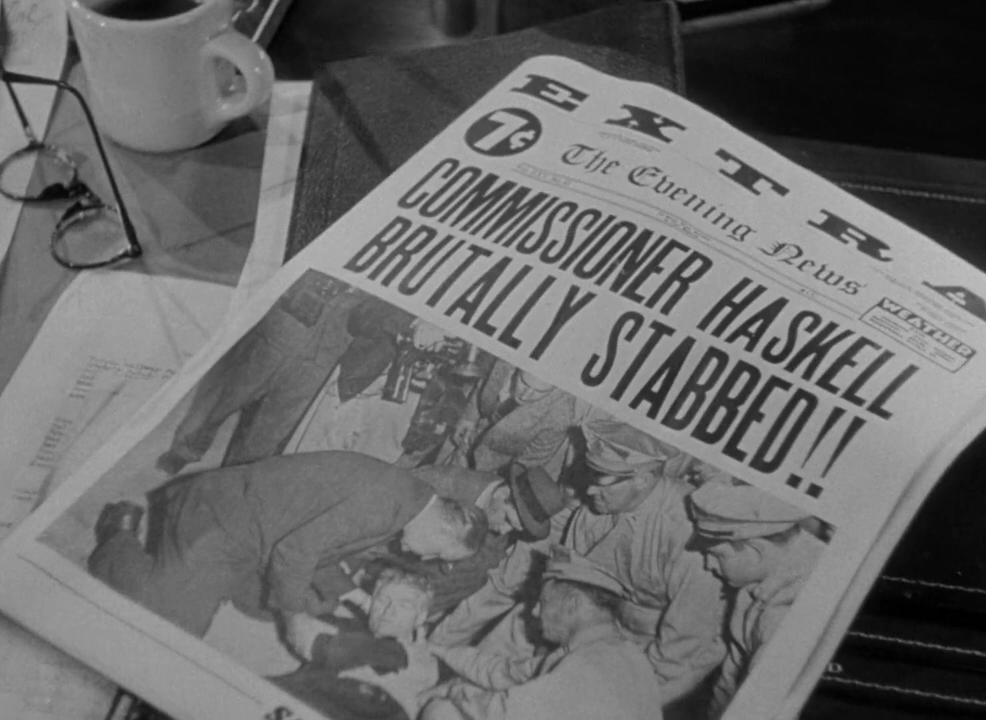 EXTRA
7¢
The Evening News
WEATHER
COMMISSIONER HASKELL
BRUTALLY STABBED!!